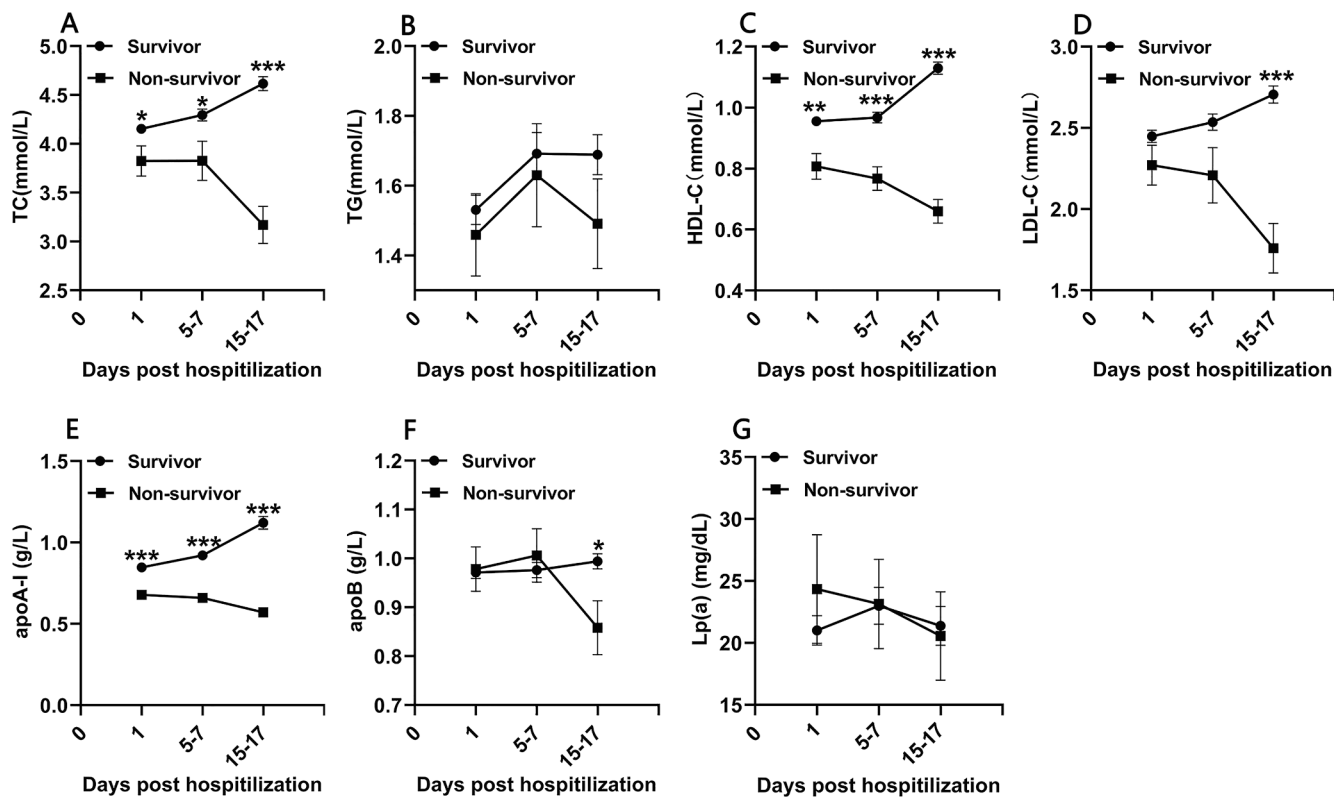 A
TC(mmol/L)
5.0
4.5
4.0
3.5
3.0
2.5
Survivor
Non-survivor
*
*
***
0
1
5-7
15-17
Days post hospitilization
B
TG(mmol/L)
2.0
1.8
1.6
1.4
Survivor
Non-survivor
0
1
5-7
15-17
Days post hospitilization
C
HDL-C（mmol/L）
1.2
1.0
0.8
0.6
0.4
Survivor
Non-survivor
**
***
***
0
1
5-7
15-17
Days post hospitilization
D
LDL-C（mmol/L）
3.0
2.5
2.0
1.5
Survivor
Non-survivor
***
0
1
5-7
15-17
Days post hospitilization
E
apoA-I (g/L)
1.5
1.0
0.5
0.0
Survivor
Non-survivor
***
***
***
0
1
5-7
15-17
Days post hospitilization
F
apoB (g/L)
1.2
1.1
1.0
0.9
0.8
0.7
Survivor
Non-survivor
*
0
1
5-7
15-17
Days post hospitilization
G
Lp(a) (mg/dL)
35
30
25
20
15
Survivor
Non-survivor
0
1
5-7
15-17
Days post hospitilization